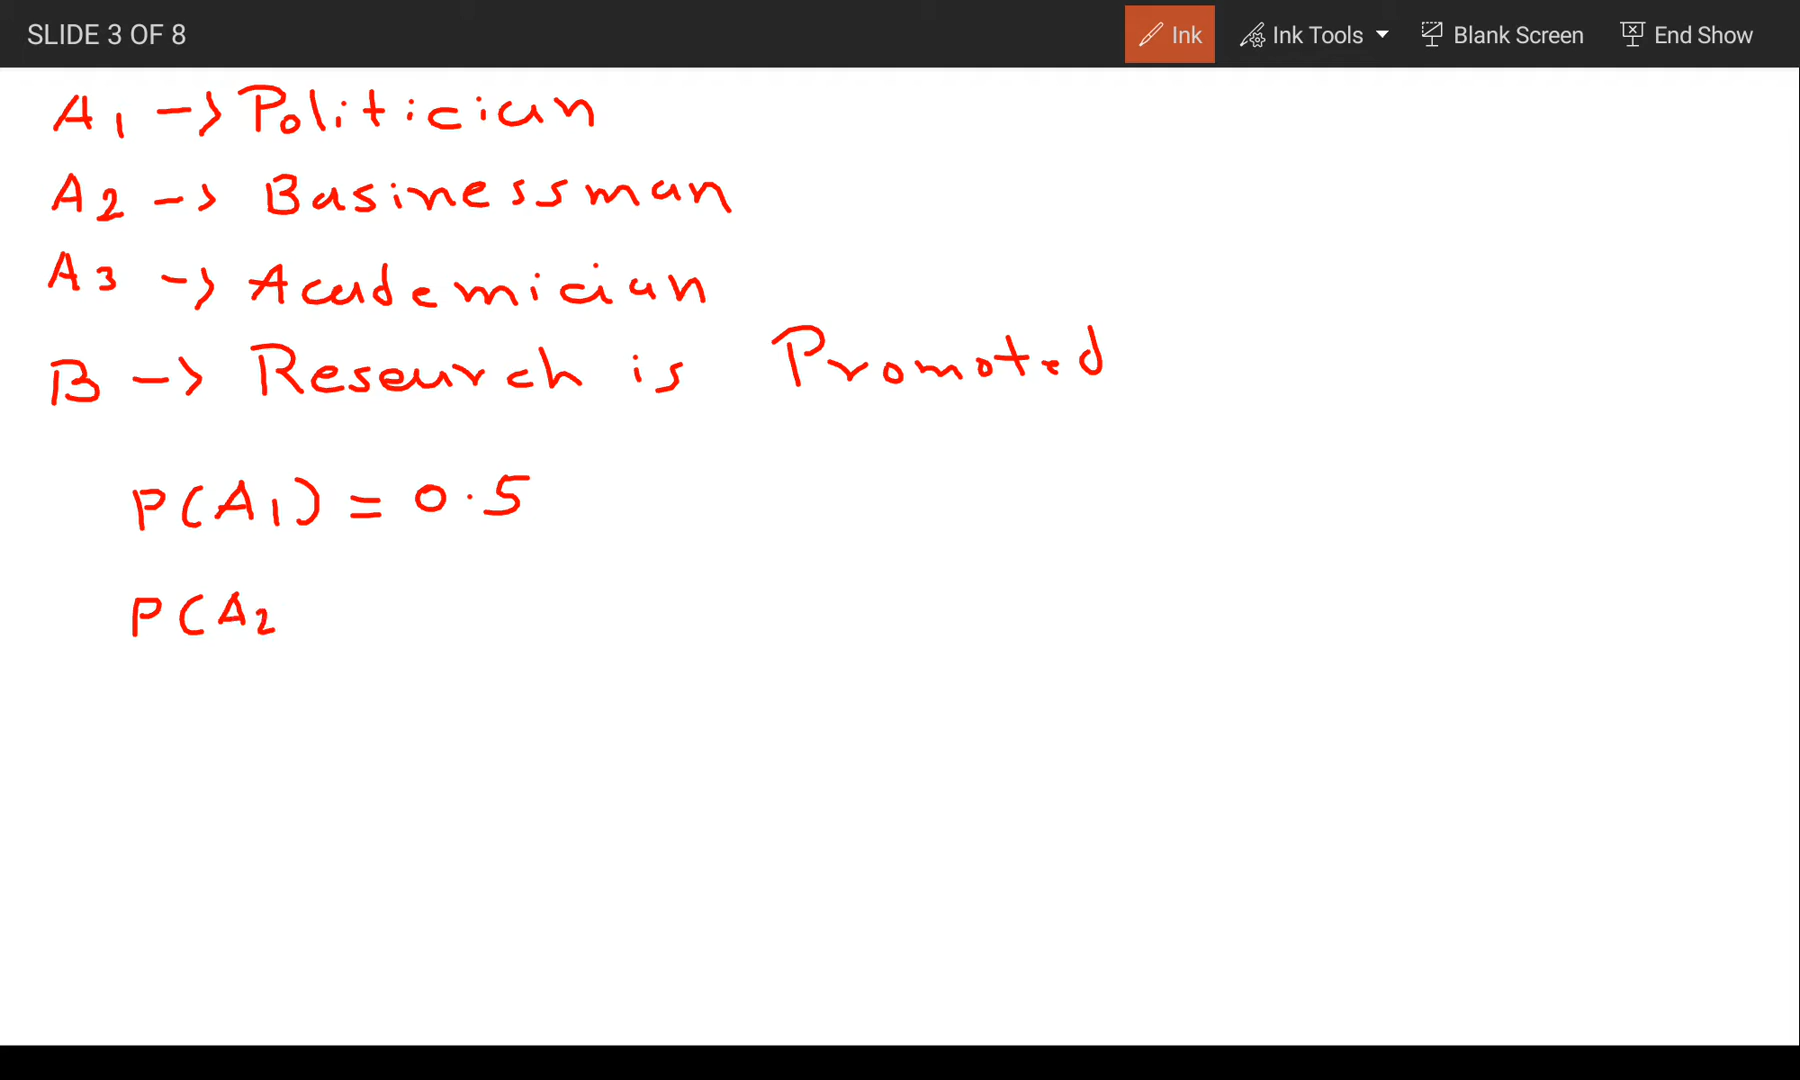 SLIDE 3 OF 8 Ink Ink Tools Blank Screen End Show
A1 -> Politician
A2 -> Businessman
A3 -> Academician
B -> Research is Promoted
P(A1) = 0.5
P(A2